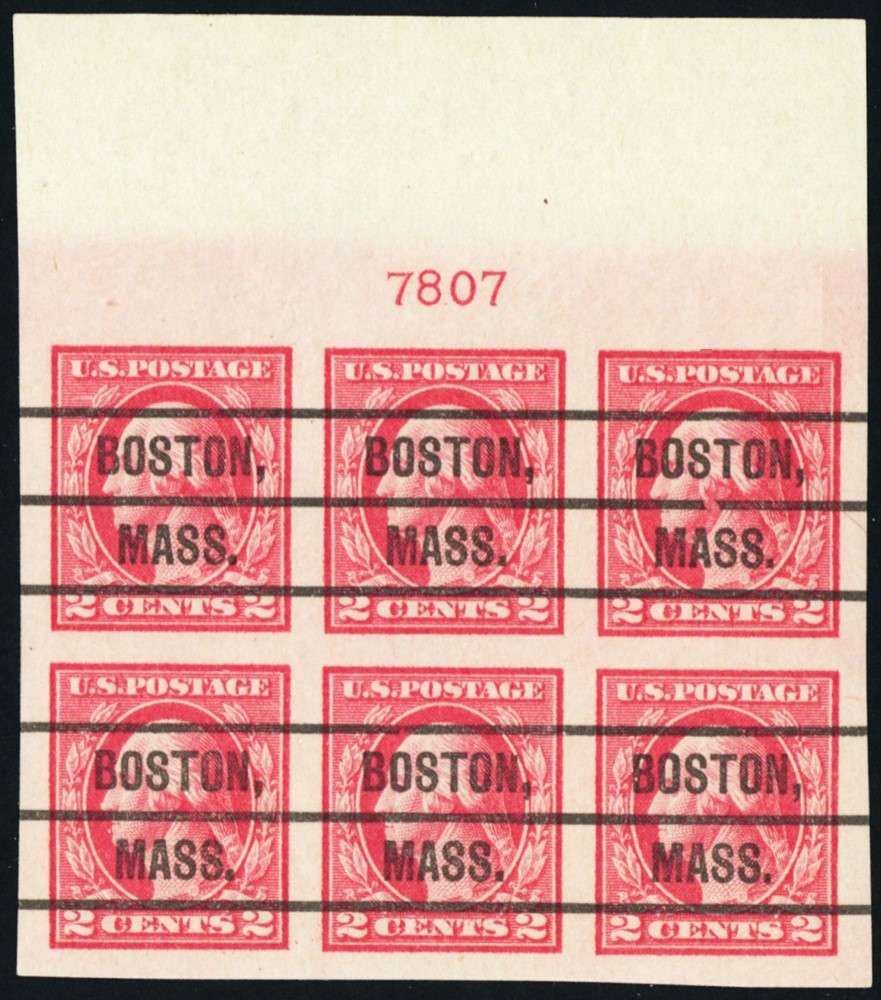 7807
U.S.POSTAGE U.S.POSTAGE U.S.POSTAGE
BOSTON, BOSTON, BOSTON,
MASS. MASS. MASS.
2 CENTS 2 2 CENTS 2 2 CENTS 2
U.S.POSTAGE U.S.POSTAGE U.S.POSTAGE
BOSTON, BOSTON, BOSTON,
MASS. MASS. MASS.
2 CENTS 2 2 CENTS 2 2 CENTS 2